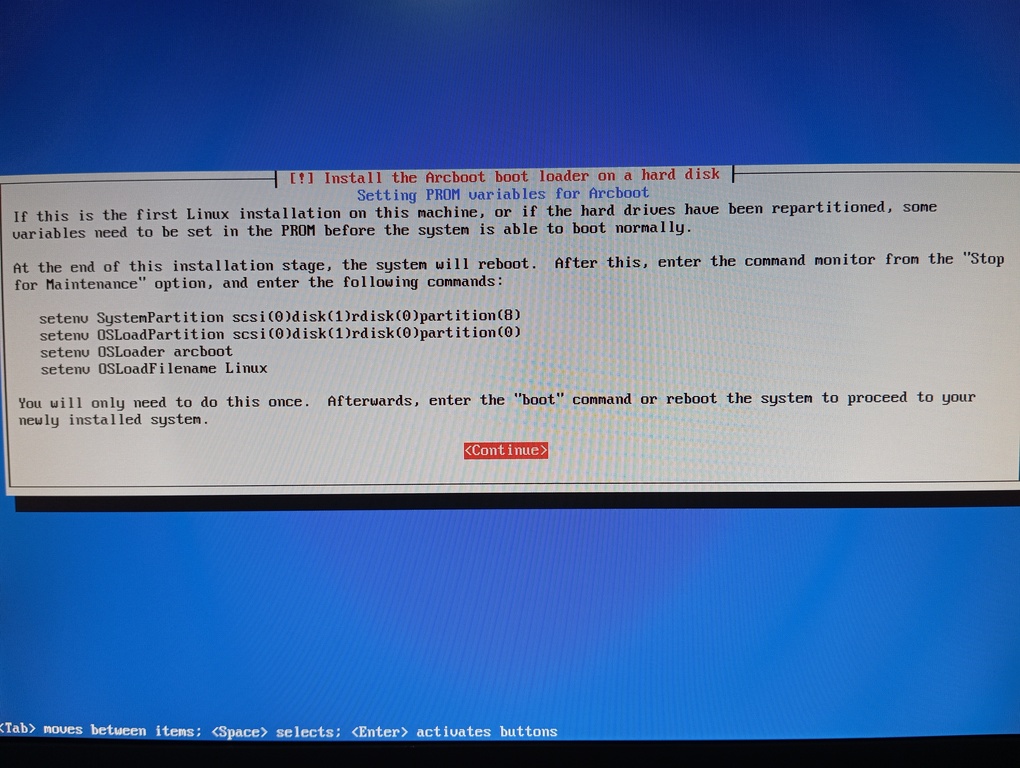 [!] Install the Arcboot boot loader on a hard disk
Setting PROM variables for Arcboot
If this is the first Linux installation on this machine, or if the hard drives have been repartitioned, some
variables need to be set in the PROM before the system is able to boot normally.
At the end of this installation stage, the system will reboot.  After this, enter the command monitor from the "Stop
for Maintenance" option, and enter the following commands:
setenv SystemPartition scsi(0)disk(1)rdisk(0)partition(8)
setenv OSLoadPartition scsi(0)disk(1)rdisk(0)partition(0)
setenv OSLoader arcboot
setenv OSLoadFilename Linux
You will only need to do this once.  Afterwards, enter the "boot" command or reboot the system to proceed to your
newly installed system.
<Continue>
<Tab> moves between items; <Space> selects; <Enter> activates buttons